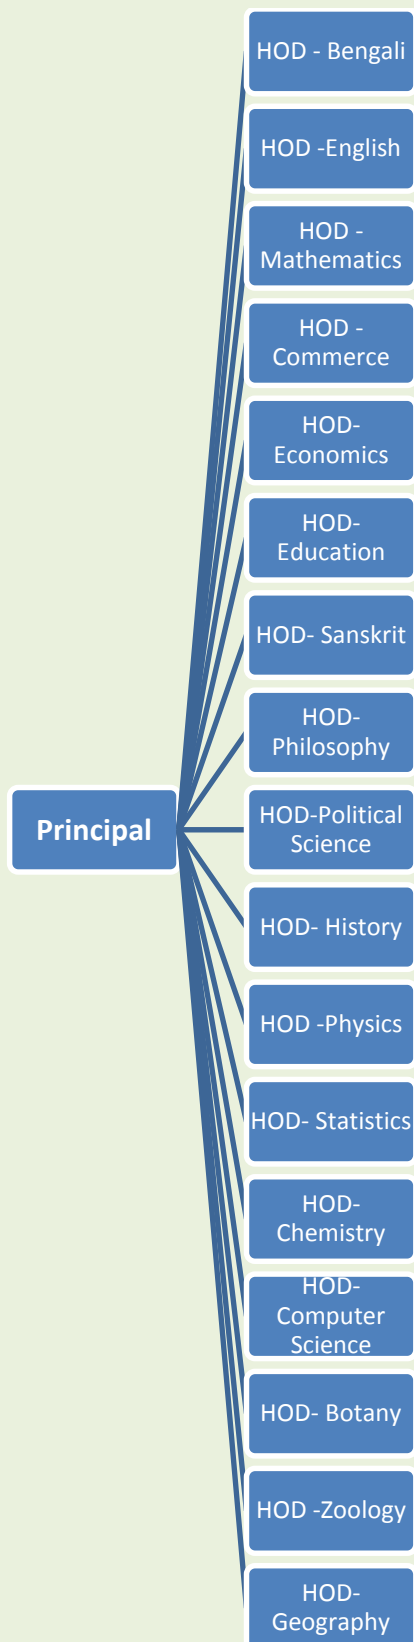 HOD - Bengali
HOD -English
HOD -
Mathematics
HOD -
Commerce
HOD-
Economics
HOD-
Education
HOD- Sanskrit
HOD-
Philosophy
Principal
HOD-Political
Science
HOD- History
HOD -Physics
HOD- Statistics
HOD-
Chemistry
HOD-
Computer
Science
HOD- Botany
HOD -Zoology
HOD-
Geography